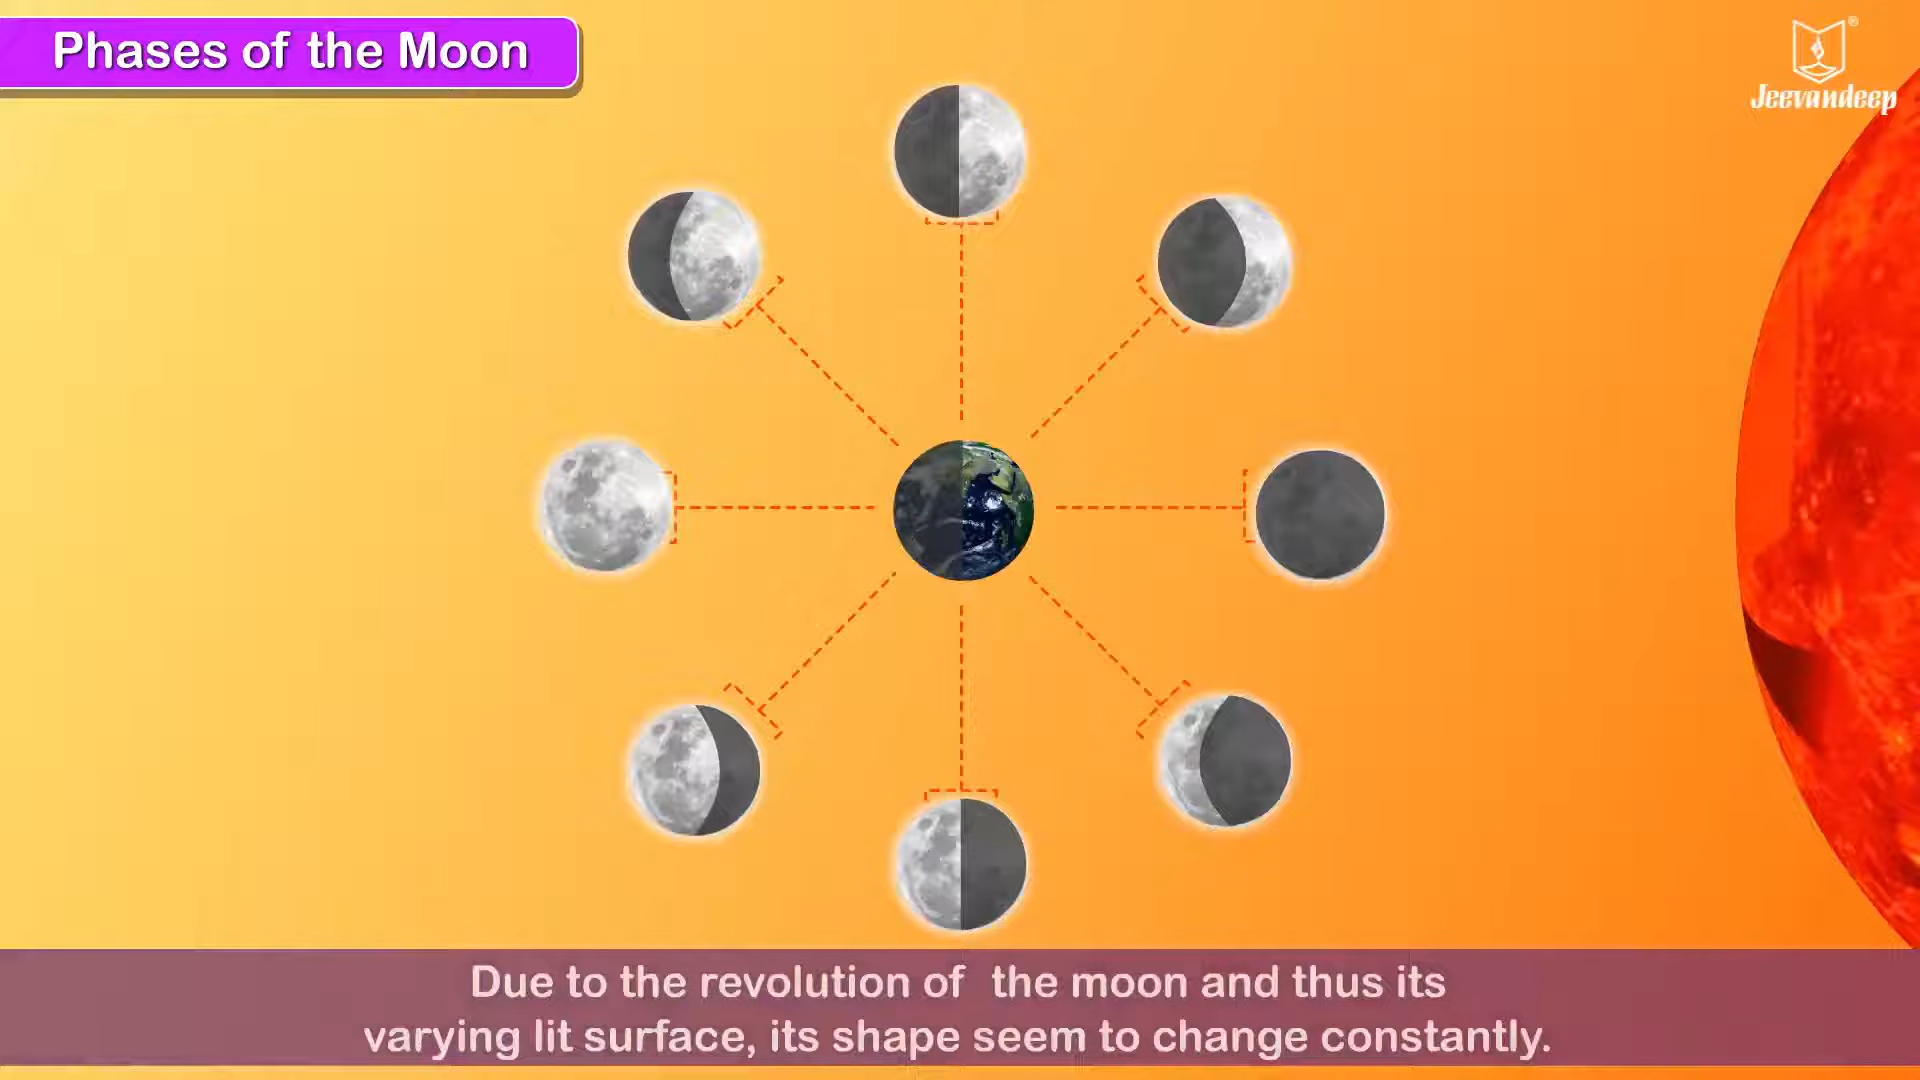 Phases of the Moon
Jeevandeep®
Due to the revolution of the moon and thus its
varying lit surface, its shape seem to change constantly.